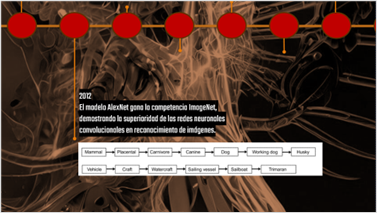 2012
El modelo AlexNet gana la competencia ImageNet,
demostrando la superioridad de las redes neuronales
convolucionales en reconocimiento de imágenes.
Mammal Placental Carnivore Canine Dog Working dog Husky
Vehicle Craft Watercraft Sailing vessel Sailboat Trimaran